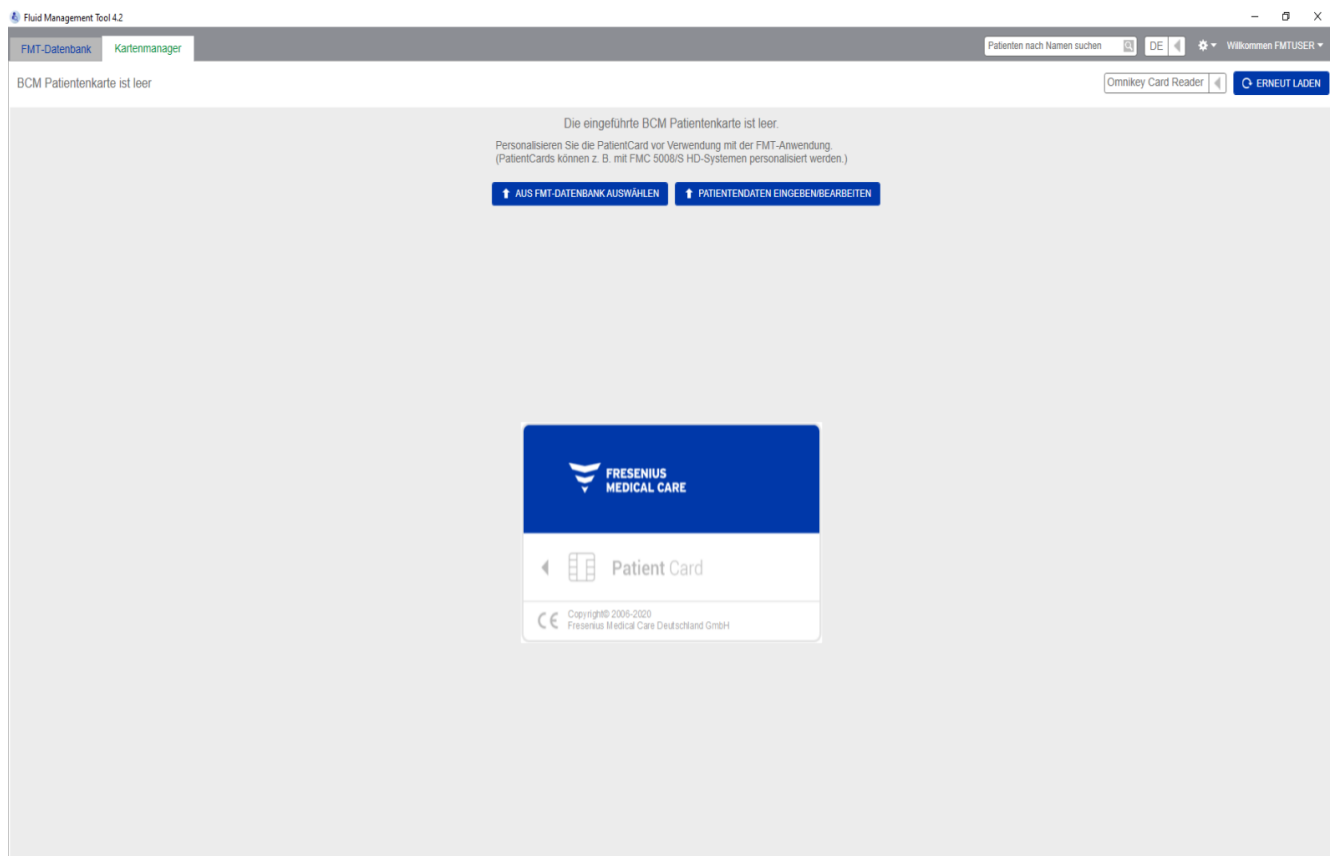 Fluid Management Tool 4.2
FMT-Datenbank Kartenmanager Patienten nach Namen suchen DE Willkommen FMTUSER
BCM Patientenkarte ist leer Omnikey Card Reader ERNEUT LADEN
Die eingeführte BCM Patientenkarte ist leer.
Personalisieren Sie die PatientCard vor Verwendung mit der FMT-Anwendung.
(PatientCards können z. B. mit FMC 5008/S HD-Systemen personalisiert werden.)
AUS FMT-DATENBANK AUSWÄHLEN PATIENTENDATEN EINGEBEN/BEARBEITEN
FRESENIUS
MEDICAL CARE
Patient Card
CE Copyright© 2006-2020
Fresenius Medical Care Deutschland GmbH